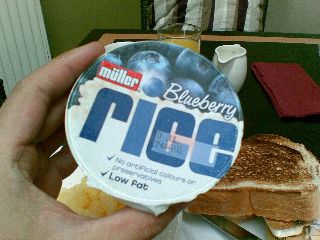 müller
Blueberry
rice
✓ No artificial colours or
preservatives
✓ Low fat